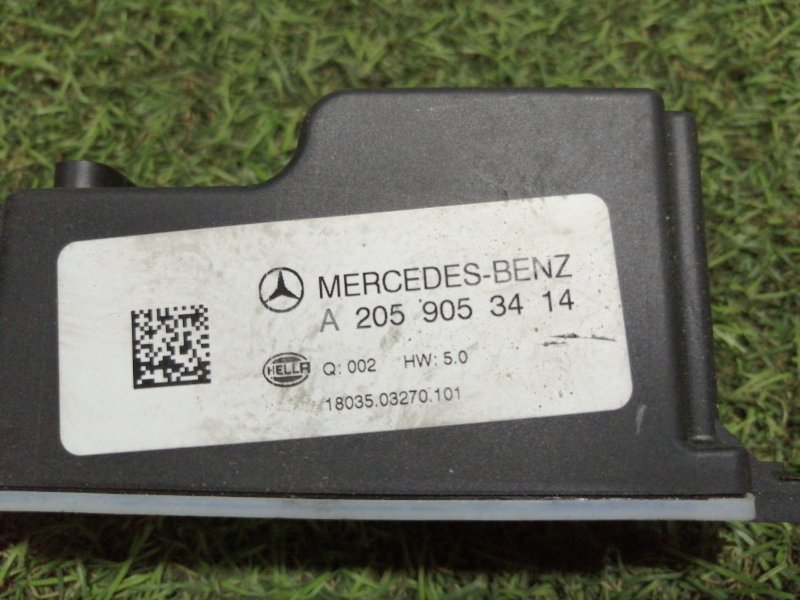 MERCEDES-BENZ
A 205 905 34 14
HELLA Q: 002 HW: 5.0
18035.03270.101